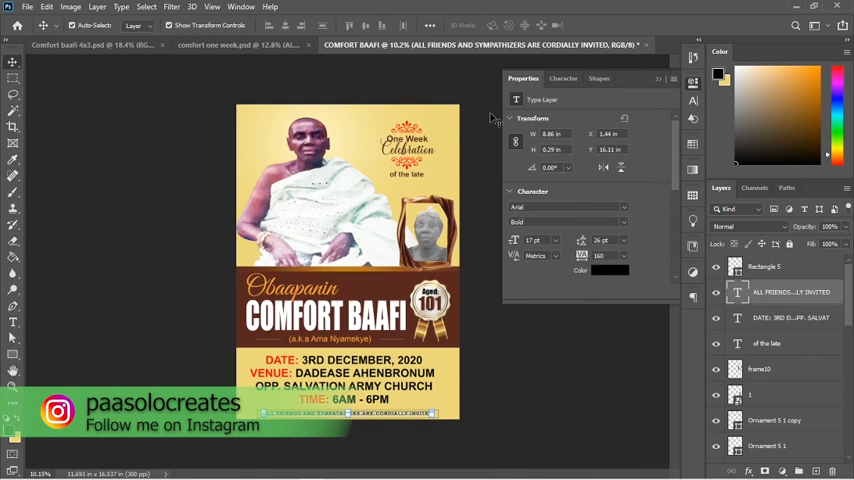 File Edit Image Layer Type Select Filter 3D View Window Help
Auto-Select: Layer Show Transform Controls 3D Mode:
Comfort baafi 4x3.psd @ 18.4% (RG... × comfort one week.psd @ 12.8% (AL... × COMFORT BAAFI @ 10.2% (ALL FRIENDS AND SYMPATHIZERS ARE CORDIALLY INVITED, RGB/8) * ×
Properties Character Shapes
Type Layer
Transform
W 8.86 in X 1.44 in
H 0.29 in Y 16.11 in
0.00°
Character
Arial
Bold
17 pt 26 pt
Metrics 160
Color
Color
Layers Channels Paths
Kind
Normal Opacity: 100%
Lock: Fill: 100%
Rectangle 5
ALL FRIENDS...LY INVITED
DATE: 3RD D...PP. SALVAT
of the late
frame10
1
Ornament 5 1 copy
Ornament 5 1
One Week
Celebration
of the late
Obaapanin
COMFORT BAAFI
(a.k.a Ama Nyamekye)
Aged:
101
DATE: 3RD DECEMBER, 2020
VENUE: DADEASE AHENBRONUM
OPP. SALVATION ARMY CHURCH
TIME: 6AM - 6PM
ALL FRIENDS AND SYMPATHIZERS ARE CORDIALLY INVITED
paasolocreates
Follow me on Instagram
10.15% 11.693 in x 16.537 in (300 ppi)